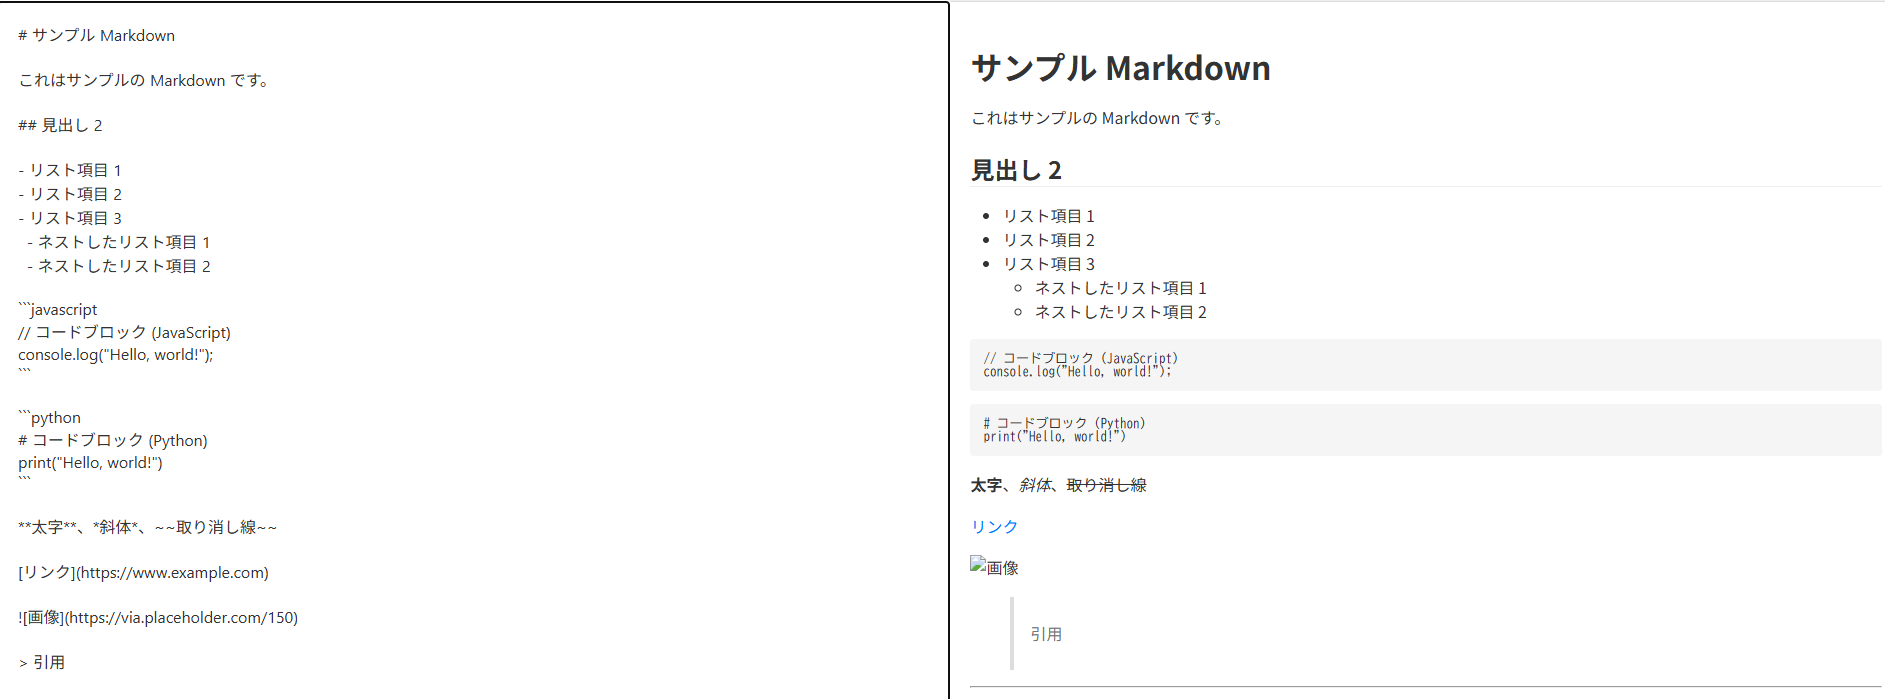 # サンプル Markdown
これはサンプルの Markdown です。
## 見出し 2
- リスト項目 1
- リスト項目 2
- リスト項目 3
  - ネストしたリスト項目 1
  - ネストしたリスト項目 2
```javascript
// コードブロック (JavaScript)
console.log("Hello, world!");
```
```python
# コードブロック (Python)
print("Hello, world!")
```
**太字**、*斜体*、~~取り消し線~~
[リンク](https://www.example.com)
![画像](https://via.placeholder.com/150)
> 引用
サンプル Markdown
これはサンプルの Markdown です。
見出し 2
リスト項目 1
リスト項目 2
リスト項目 3
ネストしたリスト項目 1
ネストしたリスト項目 2
// コードブロック (JavaScript)
console.log("Hello, world!");
# コードブロック (Python)
print("Hello, world!")
太字、斜体、取り消し線
リンク
画像
引用